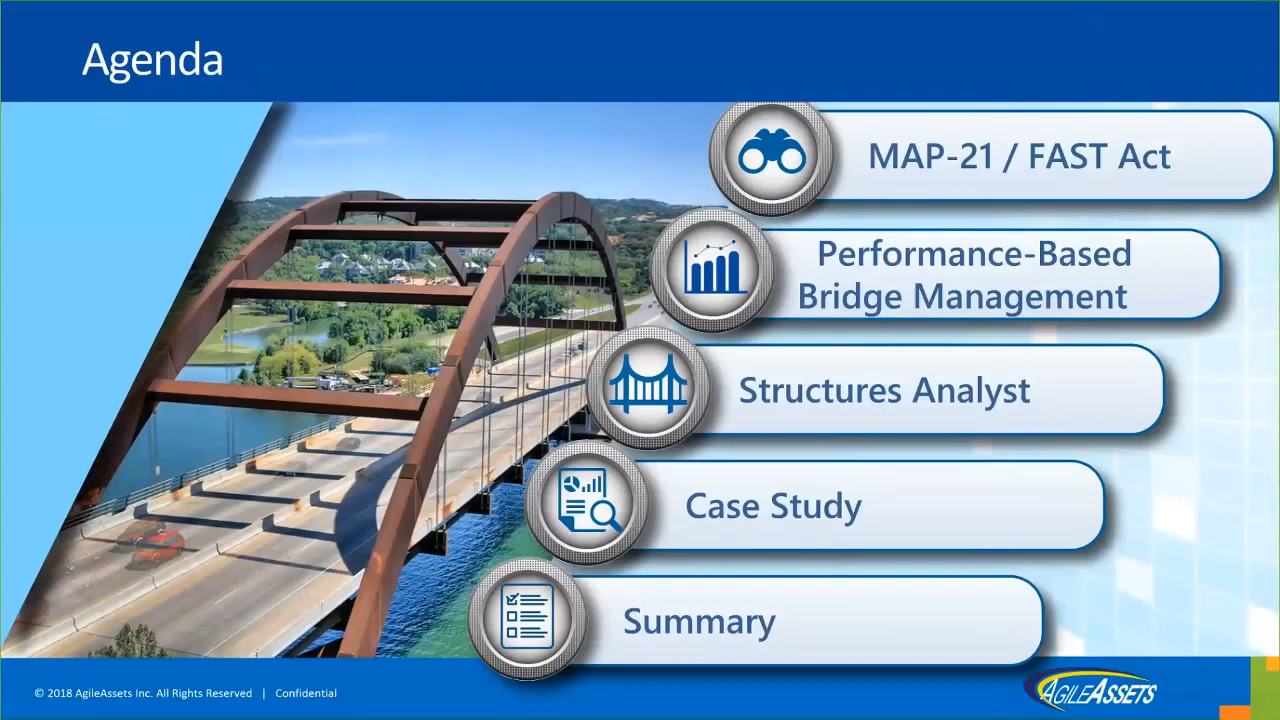 Agenda
MAP-21 / FAST Act
Performance-Based
Bridge Management
Structures Analyst
Case Study
Summary
© 2018 AgileAssets Inc. All Rights Reserved | Confidential
AGILEASSETS